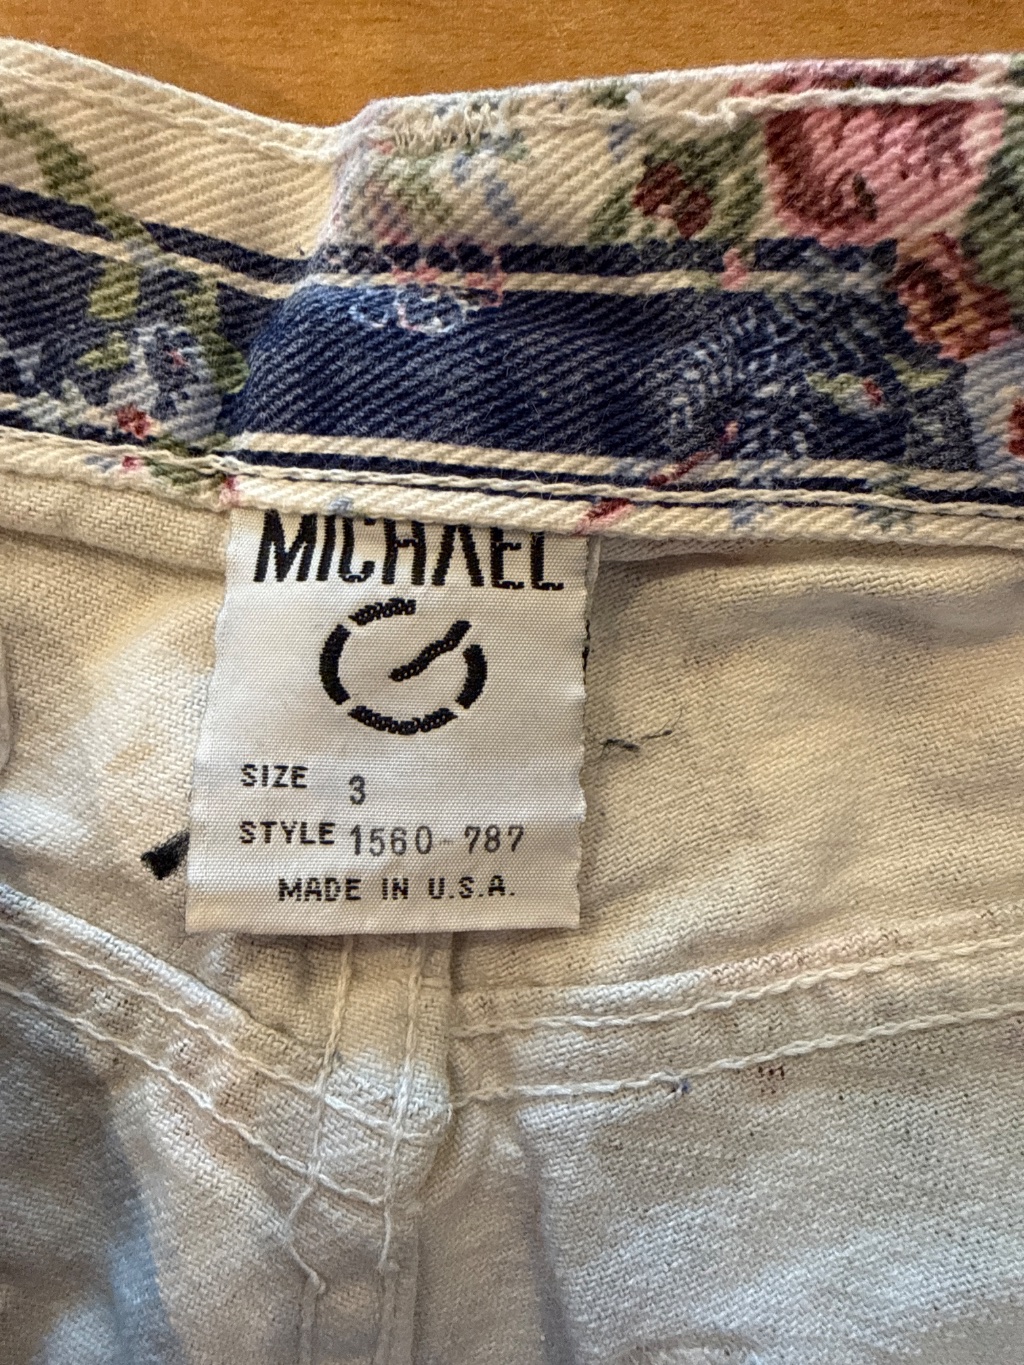 MICHAEL
SIZE 3
STYLE 1560-787
MADE IN U.S.A.